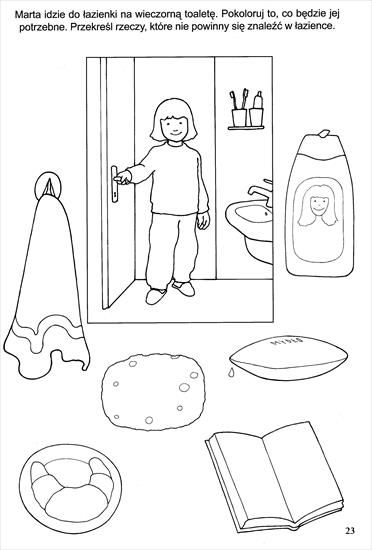 Marta idzie do łazienki na wieczorną toaletę. Pokoloruj to, co będzie jej
potrzebne. Przekreśl rzeczy, które nie powinny się znaleźć w łazience.
MYDŁO
23